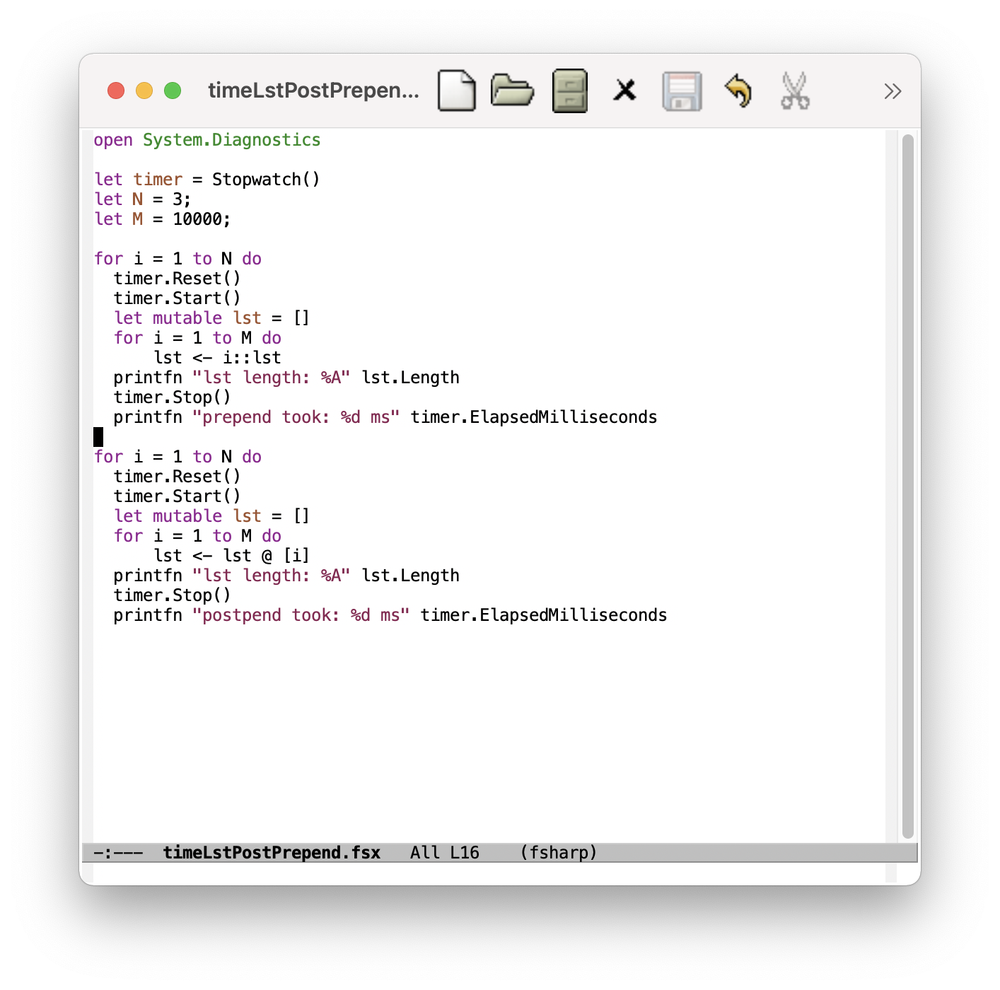 timeLstPostPrepen...
open System.Diagnostics
let timer = Stopwatch()
let N = 3;
let M = 10000;
for i = 1 to N do
timer.Reset()
timer.Start()
let mutable lst = []
for i = 1 to M do
lst <- i::lst
printfn "lst length: %A" lst.Length
timer.Stop()
printfn "prepend took: %d ms" timer.ElapsedMilliseconds
for i = 1 to N do
timer.Reset()
timer.Start()
let mutable lst = []
for i = 1 to M do
lst <- lst @ [i]
printfn "lst length: %A" lst.Length
timer.Stop()
printfn "postpend took: %d ms" timer.ElapsedMilliseconds
-:--- timeLstPostPrepend.fsx All L16 (fsharp)